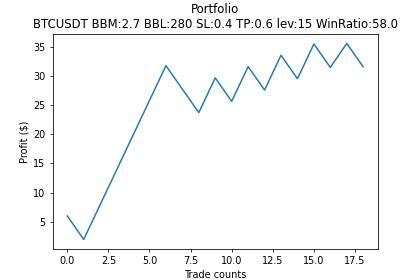 Portfolio
BTCUSDT BBM:2.7 BBL:280 SL:0.4 TP:0.6 lev:15 WinRatio:58.0
35
30
25
20
15
10
5
Profit ($)
0.0 2.5 5.0 7.5 10.0 12.5 15.0 17.5
Trade counts